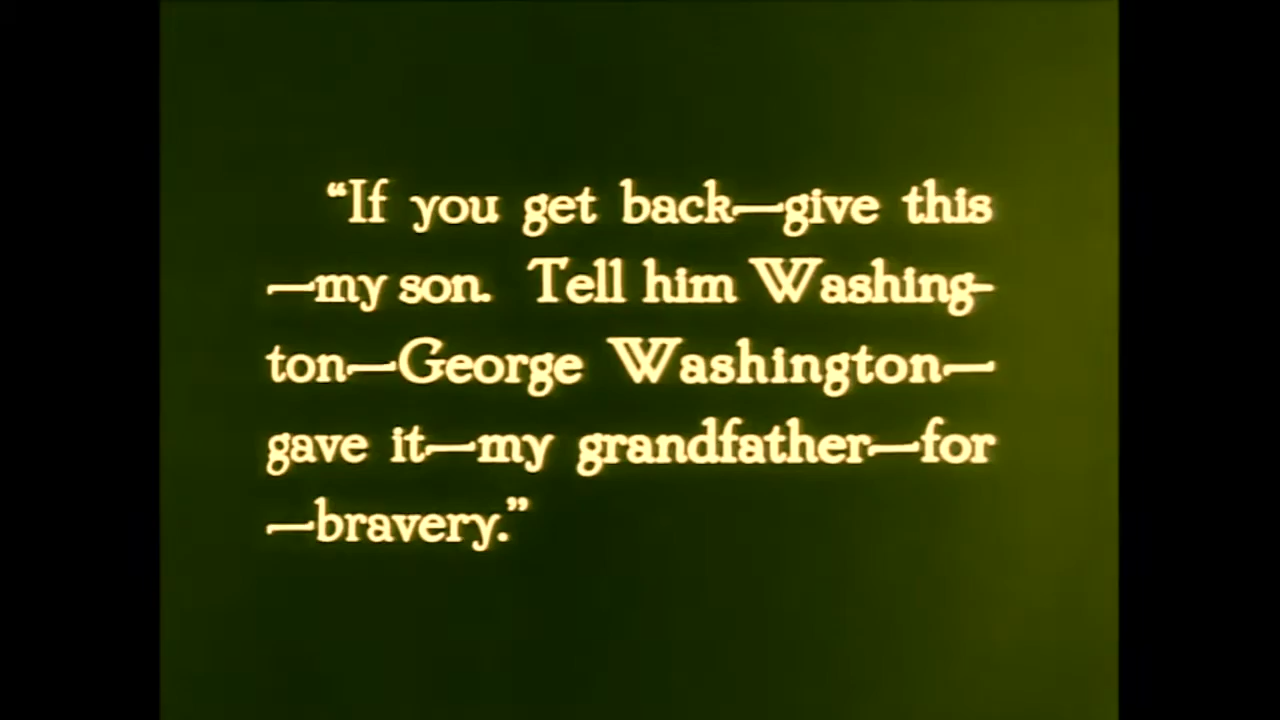 “If you get back—give this
—my son. Tell him Washing-
ton—George Washington—
gave it—my grandfather—for
—bravery.”